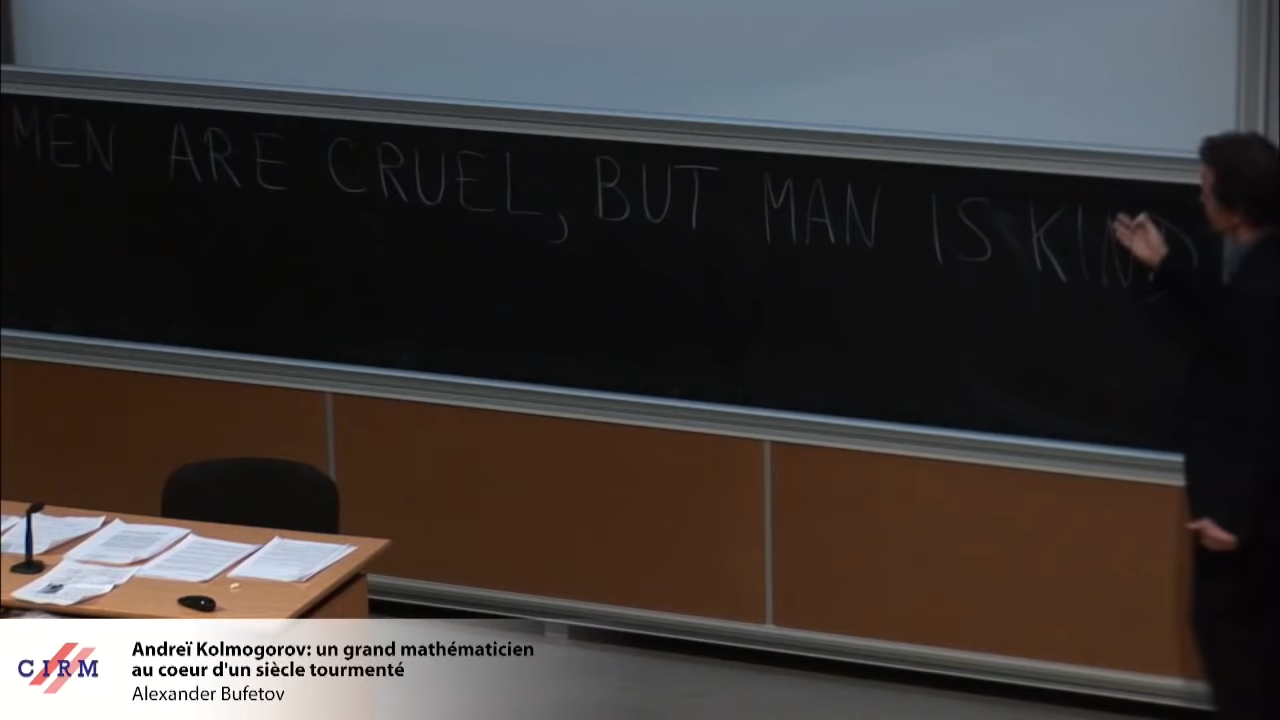 MEN ARE CRUEL, BUT MAN IS KIND
CIRM
Andreï Kolmogorov: un grand mathématicien
au coeur d'un siècle tourmenté
Alexander Bufetov